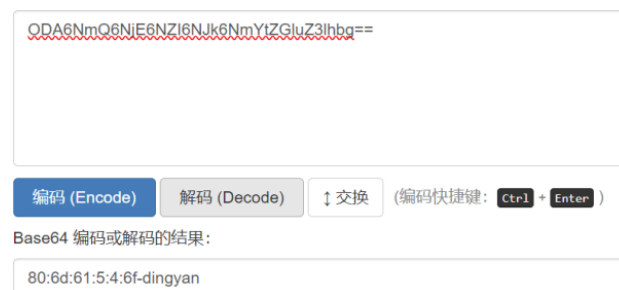 ODA6NmQ6NjE6NZI6NJk6NmYtZGluZ3lhbg==
编码 (Encode)
解码 (Decode)
↕ 交换
(编码快捷键: Ctrl + Enter )
Base64 编码或解码的结果:
80:6d:61:5:4:6f-dingyan